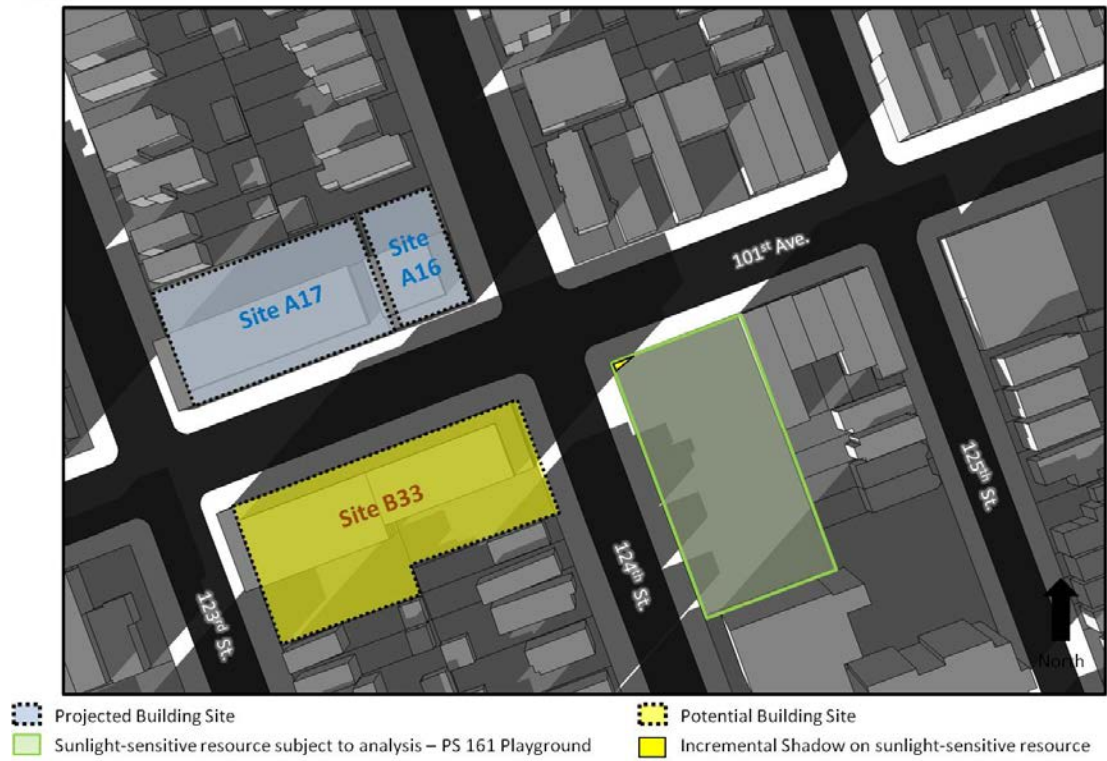 101st Ave.
Site
A16
Site A17
125th St.
Site B33
124th St.
123rd St.
North
Projected Building Site
Potential Building Site
Sunlight-sensitive resource subject to analysis – PS 161 Playground
Incremental Shadow on sunlight-sensitive resource